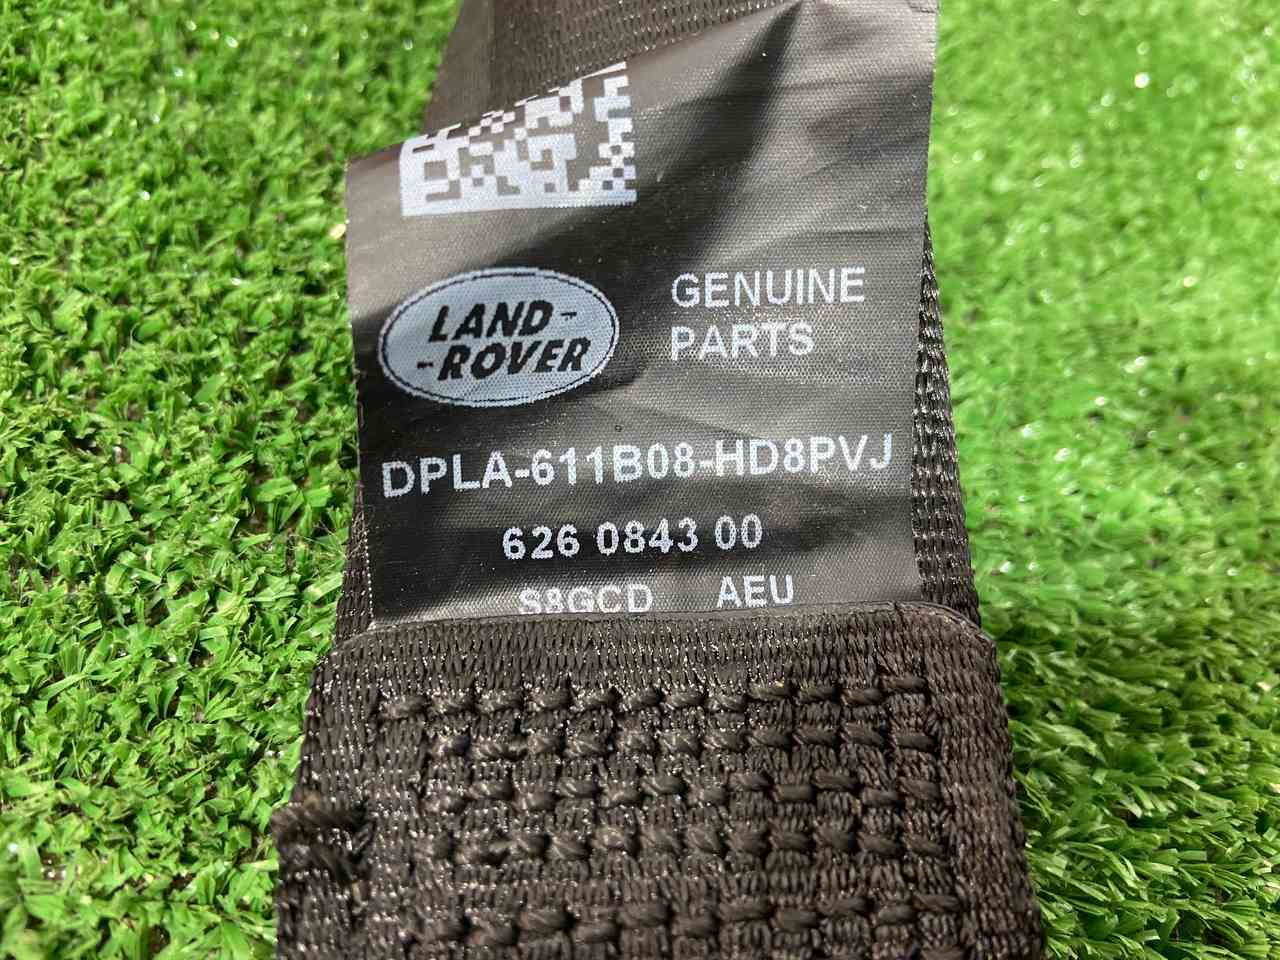 LAND-
-ROVER
GENUINE
PARTS
DPLA-611B08-HD8PVJ
626 0843 00
S8GCD AEU